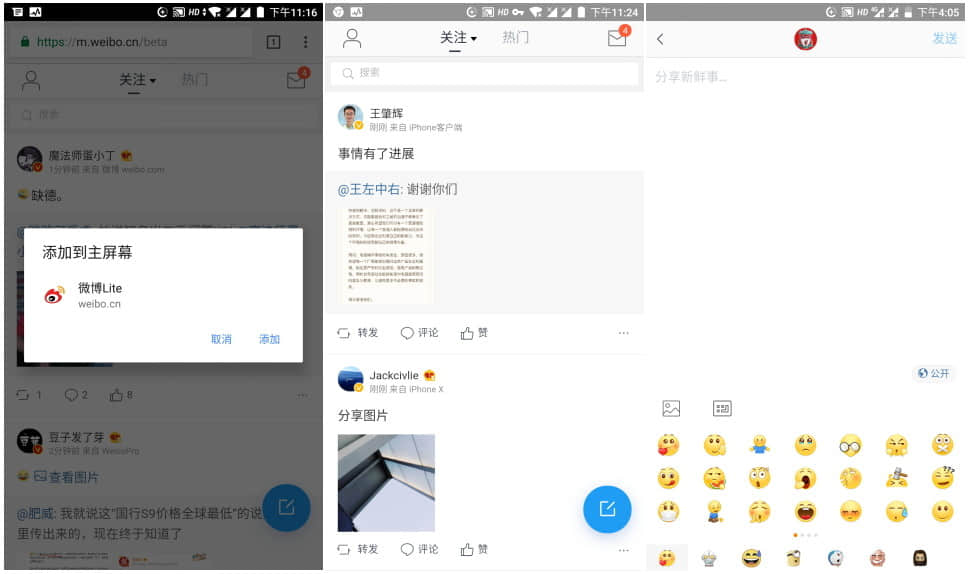 HD 下午11:16
https://m.weibo.cn/beta
1
关注
热门
4
搜索
魔法师蛋小丁
1分钟前 来自 微博 weibo.com
缺德。
添加到主屏幕
微博Lite
weibo.cn
取消 添加
1 2 8
豆子发了芽
2分钟前 来自 WeicoPro
查看图片
@肥威: 我就说这“国行S9价格全球最低”的说
里传出来的，现在终于知道了
HD 下午11:24
关注
热门
4
搜索
王肇辉
刚刚 来自 iPhone客户端
事情有了进展
@王左中右: 谢谢你们
转发 评论 赞
Jackcivlie
刚刚 来自 iPhone X
分享图片
转发 评论 赞
HD 下午4:05
发送
分享新鲜事...
公开